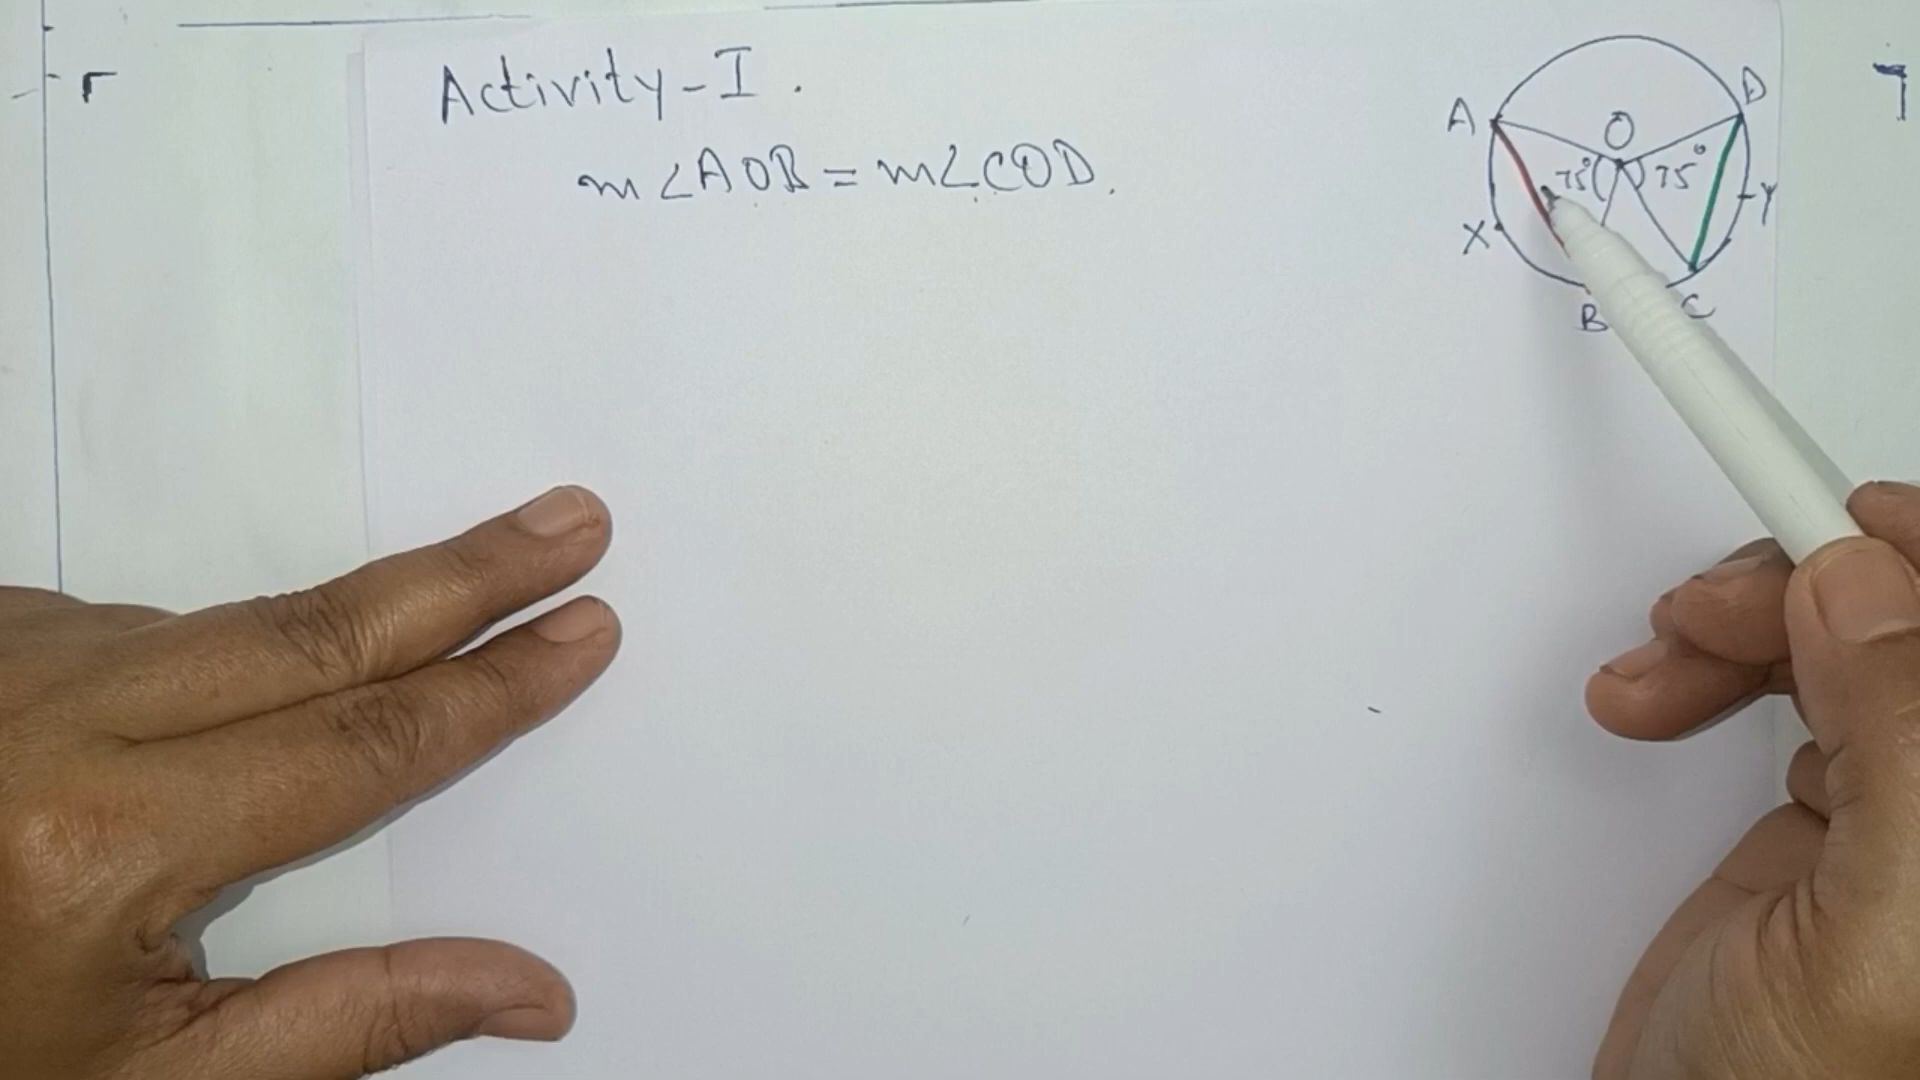 Activity-I.
m∠AOB = m∠COD.
A
D
O
75°
75°
X
Y
B
C